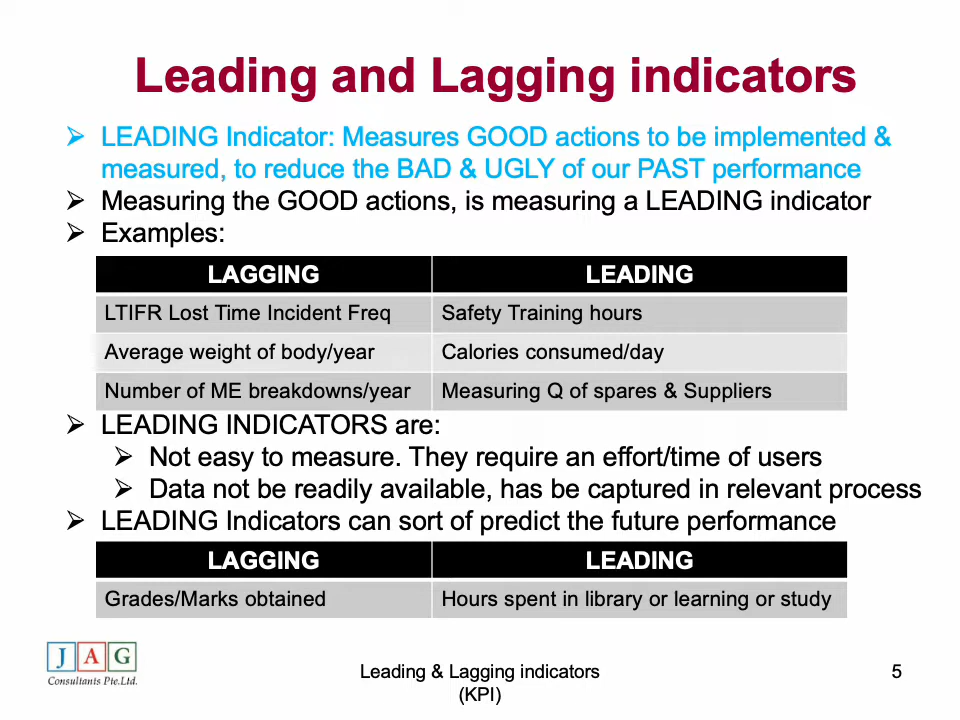 Leading and Lagging indicators
➢ LEADING Indicator: Measures GOOD actions to be implemented &
measured, to reduce the BAD & UGLY of our PAST performance
➢ Measuring the GOOD actions, is measuring a LEADING indicator
➢ Examples:
LAGGING LEADING
LTIFR Lost Time Incident Freq Safety Training hours
Average weight of body/year Calories consumed/day
Number of ME breakdowns/year Measuring Q of spares & Suppliers
➢ LEADING INDICATORS are:
➢ Not easy to measure. They require an effort/time of users
➢ Data not be readily available, has be captured in relevant process
➢ LEADING Indicators can sort of predict the future performance
LAGGING LEADING
Grades/Marks obtained Hours spent in library or learning or study
J A G
Consultants Pte.Ltd.
Leading & Lagging indicators
(KPI)
5